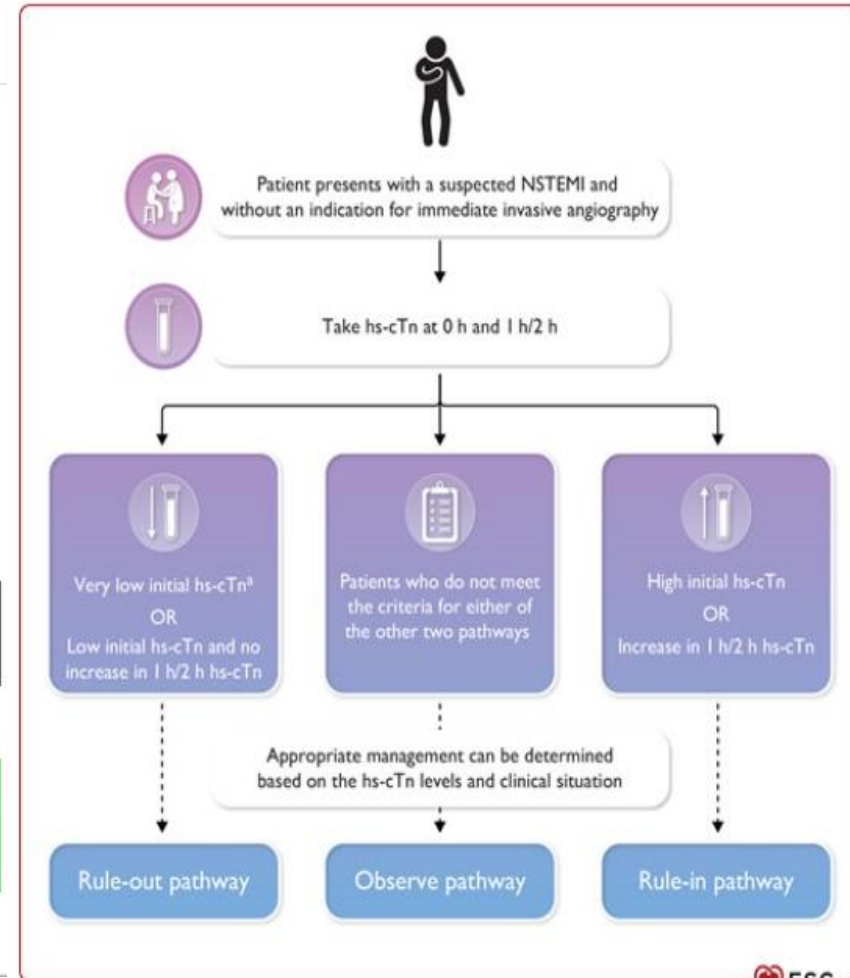 Patient presents with a suspected NSTEMI and
without an indication for immediate invasive angiography
Take hs-cTn at 0 h and 1 h/2 h
Very low initial hs-cTnª
OR
Low initial hs-cTn and no
increase in 1 h/2 h hs-cTn
Patients who do not meet
the criteria for either of
the other two pathways
High initial hs-cTn
OR
Increase in 1 h/2 h hs-cTn
Appropriate management can be determined
based on the hs-cTn levels and clinical situation
Rule-out pathway
Observe pathway
Rule-in pathway
ESC